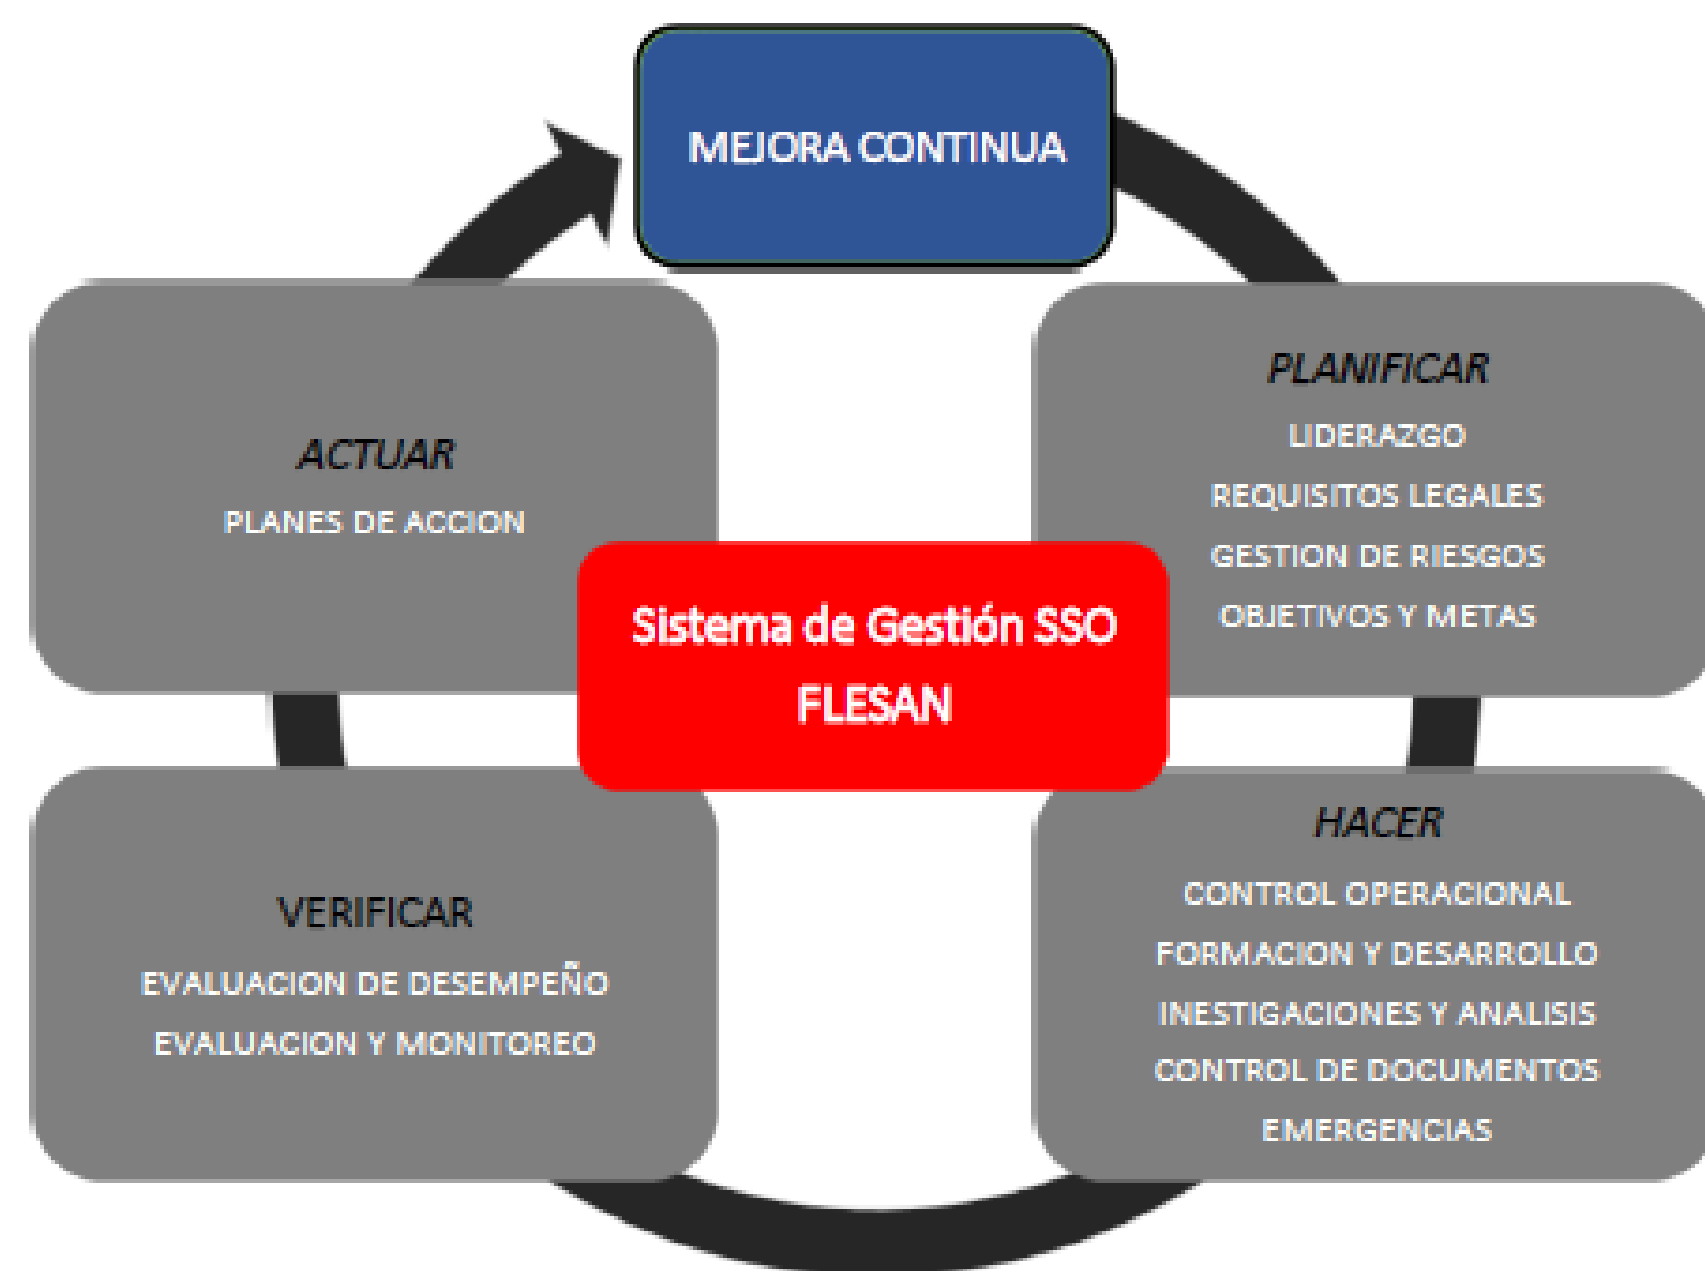 MEJORA CONTINUA
PLANIFICAR
LIDERAZGO
REQUISITOS LEGALES
GESTION DE RIESGOS
OBJETIVOS Y METAS
HACER
CONTROL OPERACIONAL
FORMACION Y DESARROLLO
INESTIGACIONES Y ANALISIS
CONTROL DE DOCUMENTOS
EMERGENCIAS
VERIFICAR
EVALUACION DE DESEMPEÑO
EVALUACION Y MONITOREO
ACTUAR
PLANES DE ACCION
Sistema de Gestión SSO
FLESAN